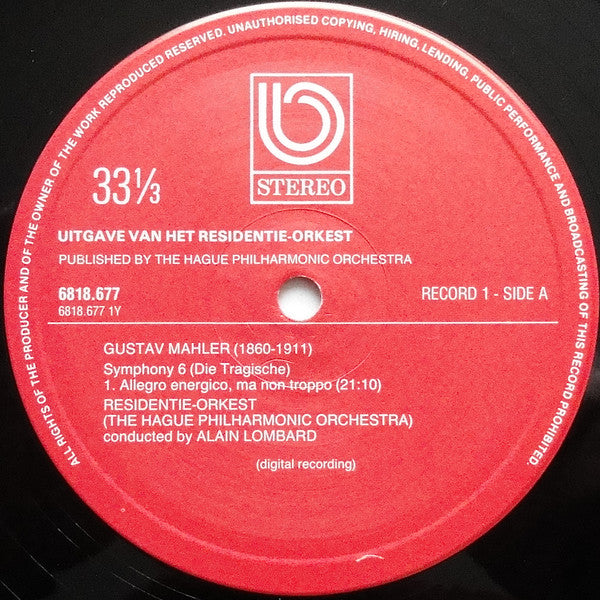 ALL RIGHTS OF THE PRODUCER AND OF THE OWNER OF THE WORK REPRODUCED RESERVED. UNAUTHORISED COPYING, HIRING, LENDING, PUBLIC PERFORMANCE AND BROADCASTING OF THIS RECORD PROHIBITED.
STEREO
33⅓
UITGAVE VAN HET RESIDENTIE-ORKEST
PUBLISHED BY THE HAGUE PHILHARMONIC ORCHESTRA
6818.677 RECORD 1 - SIDE A
6818.677 1Y
GUSTAV MAHLER (1860-1911)
Symphony 6 (Die Tragische)
1. Allegro energico, ma non troppo (21:10)
RESIDENTIE-ORKEST
(THE HAGUE PHILHARMONIC ORCHESTRA)
conducted by ALAIN LOMBARD
(digital recording)